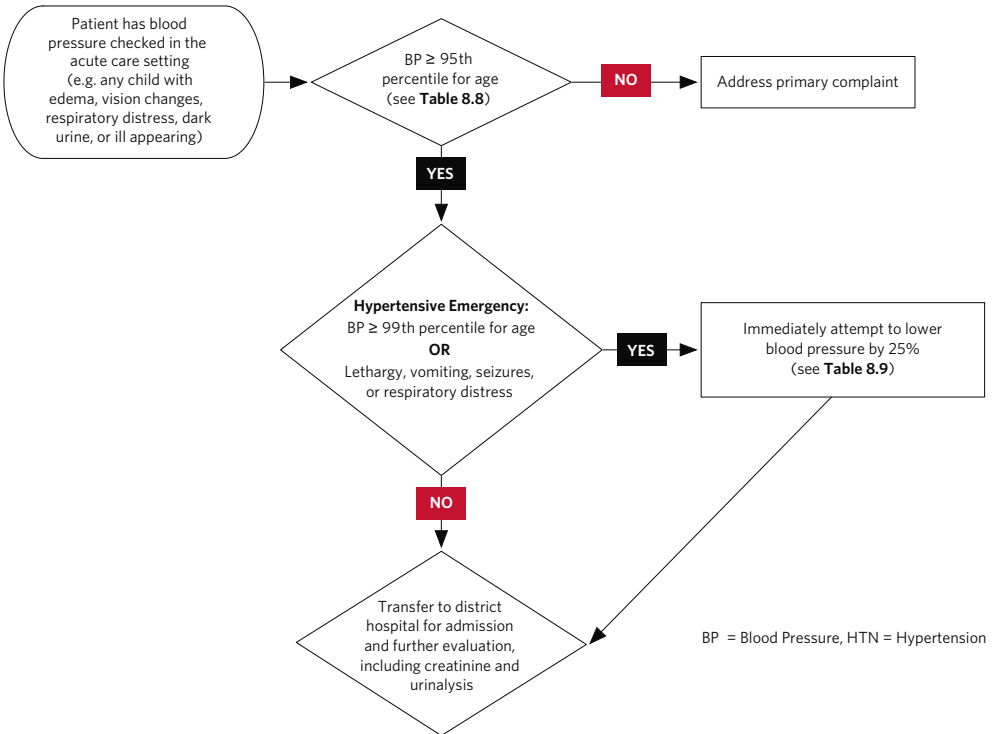 Patient has blood
pressure checked in the
acute care setting
(e.g. any child with
edema, vision changes,
respiratory distress, dark
urine, or ill appearing)
BP ≥ 95th
percentile for age
(see Table 8.8)
NO
Address primary complaint
YES
Hypertensive Emergency:
BP ≥ 99th percentile for age
OR
Lethargy, vomiting, seizures,
or respiratory distress
YES
Immediately attempt to lower
blood pressure by 25%
(see Table 8.9)
NO
Transfer to district
hospital for admission
and further evaluation,
including creatinine and
urinalysis
BP = Blood Pressure, HTN = Hypertension